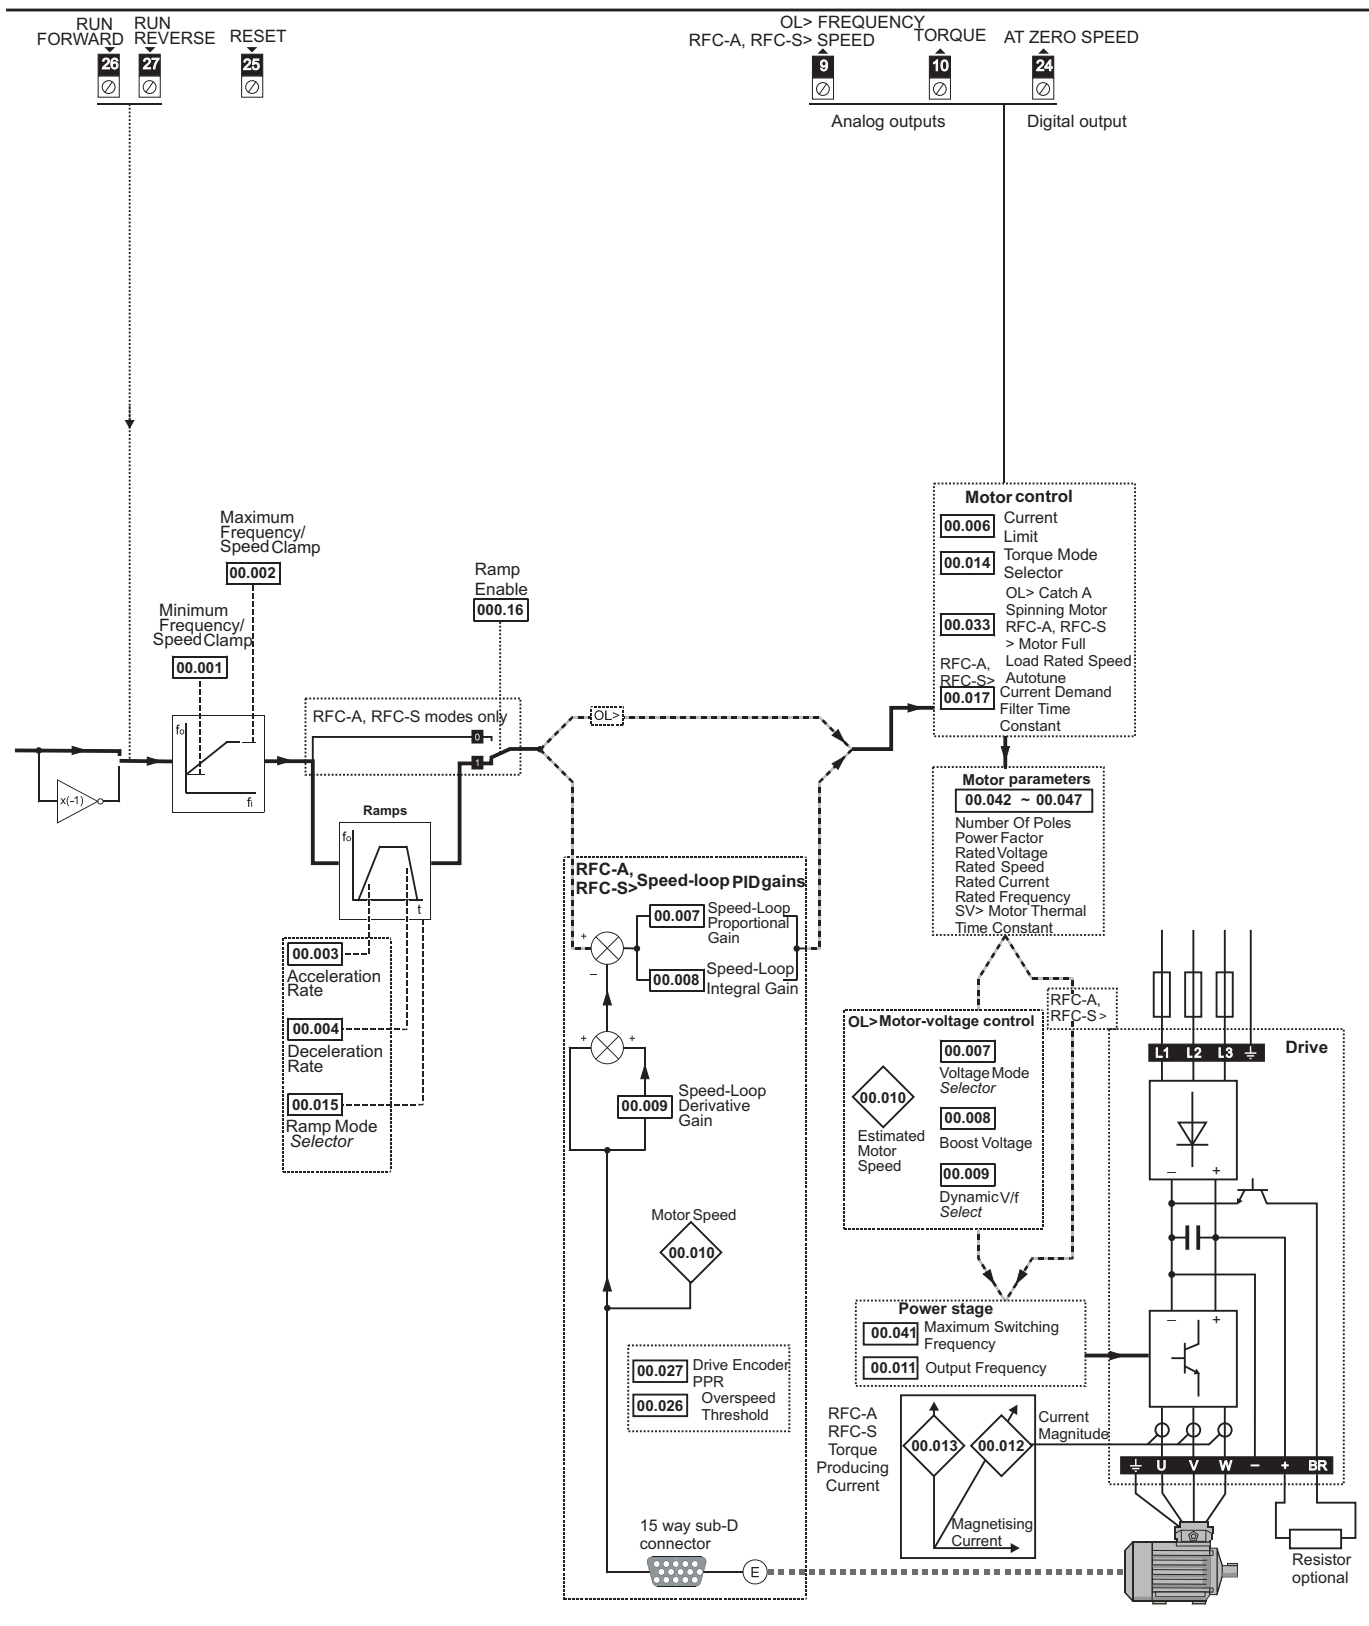 RUN
FORWARD
RUN
REVERSE
RESET
26
27
25
OL> FREQUENCY
RFC-A, RFC-S> SPEED
TORQUE
AT ZERO SPEED
9
10
24
Analog outputs
Digital output
Maximum
Frequency/
Speed Clamp
00.002
Minimum
Frequency/
Speed Clamp
00.001
Ramp
Enable
000.16
RFC-A, RFC-S modes only
0
1
OL>
x(-1)
fo
fi
Ramps
fo
t
00.003
Acceleration
Rate
00.004
Deceleration
Rate
00.015
Ramp Mode
Selector
Motor control
00.006
Current
Limit
00.014
Torque Mode
Selector
00.033
OL> Catch A
Spinning Motor
RFC-A, RFC-S
> Motor Full
Load Rated Speed
Autotune
RFC-A,
RFC-S>
00.017
Current Demand
Filter Time
Constant
Motor parameters
00.042 ~ 00.047
Number Of Poles
Power Factor
Rated Voltage
Rated Speed
Rated Current
Rated Frequency
SV> Motor Thermal
Time Constant
RFC-A,
RFC-S>
Speed-loop PID gains
+
–
00.007
Speed-Loop
Proportional
Gain
00.008
Speed-Loop
Integral Gain
+
+
00.009
Speed-Loop
Derivative
Gain
Motor Speed
00.010
00.027
Drive Encoder
PPR
00.026
Overspeed
Threshold
15 way sub-D
connector
E
RFC-A,
RFC-S >
OL> Motor-voltage control
00.007
Voltage Mode
Selector
00.010
Estimated
Motor
Speed
00.008
Boost Voltage
00.009
Dynamic V/f
Select
Power stage
00.041
Maximum Switching
Frequency
00.011
Output Frequency
RFC-A
RFC-S
Torque
Producing
Current
00.013
00.012
Current
Magnitude
Magnetising
Current
Drive
L1
L2
L3
–
+
–
+
U
V
W
–
+
BR
Resistor
optional